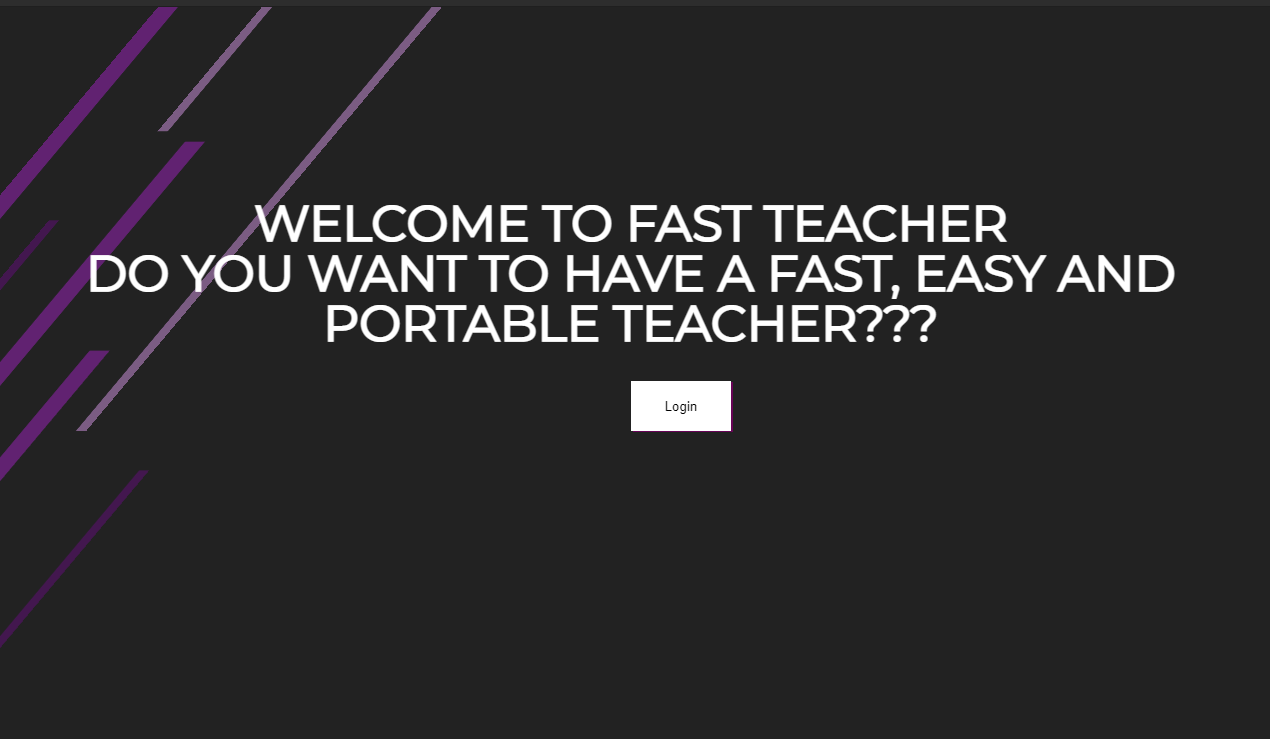 WELCOME TO FAST TEACHER
DO YOU WANT TO HAVE A FAST, EASY AND
PORTABLE TEACHER???
Login